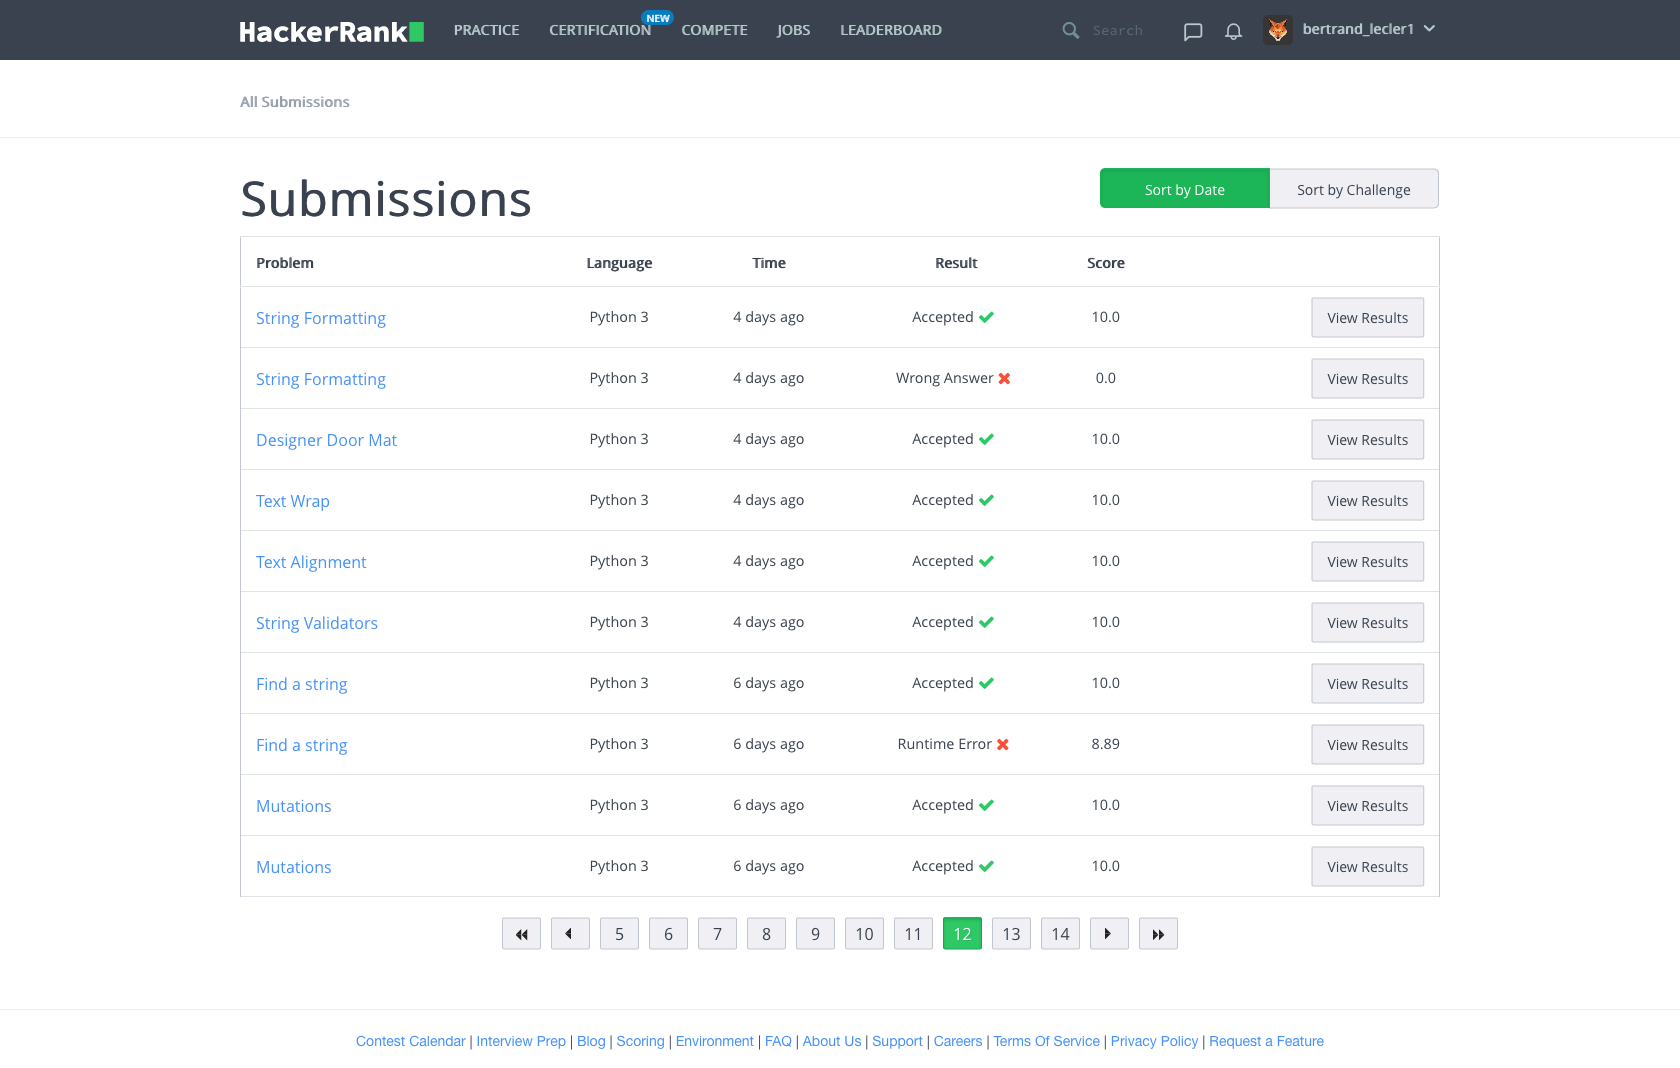 HackerRank PRACTICE CERTIFICATION NEW COMPETE JOBS LEADERBOARD Search bertrand_lecler1
All Submissions
Submissions
Sort by Date Sort by Challenge
Problem Language Time Result Score
String Formatting Python 3 4 days ago Accepted 10.0 View Results
String Formatting Python 3 4 days ago Wrong Answer 0.0 View Results
Designer Door Mat Python 3 4 days ago Accepted 10.0 View Results
Text Wrap Python 3 4 days ago Accepted 10.0 View Results
Text Alignment Python 3 4 days ago Accepted 10.0 View Results
String Validators Python 3 4 days ago Accepted 10.0 View Results
Find a string Python 3 6 days ago Accepted 10.0 View Results
Find a string Python 3 6 days ago Runtime Error 8.89 View Results
Mutations Python 3 6 days ago Accepted 10.0 View Results
Mutations Python 3 6 days ago Accepted 10.0 View Results
5 6 7 8 9 10 11 12 13 14
Contest Calendar | Interview Prep | Blog | Scoring | Environment | FAQ | About Us | Support | Careers | Terms Of Service | Privacy Policy | Request a Feature